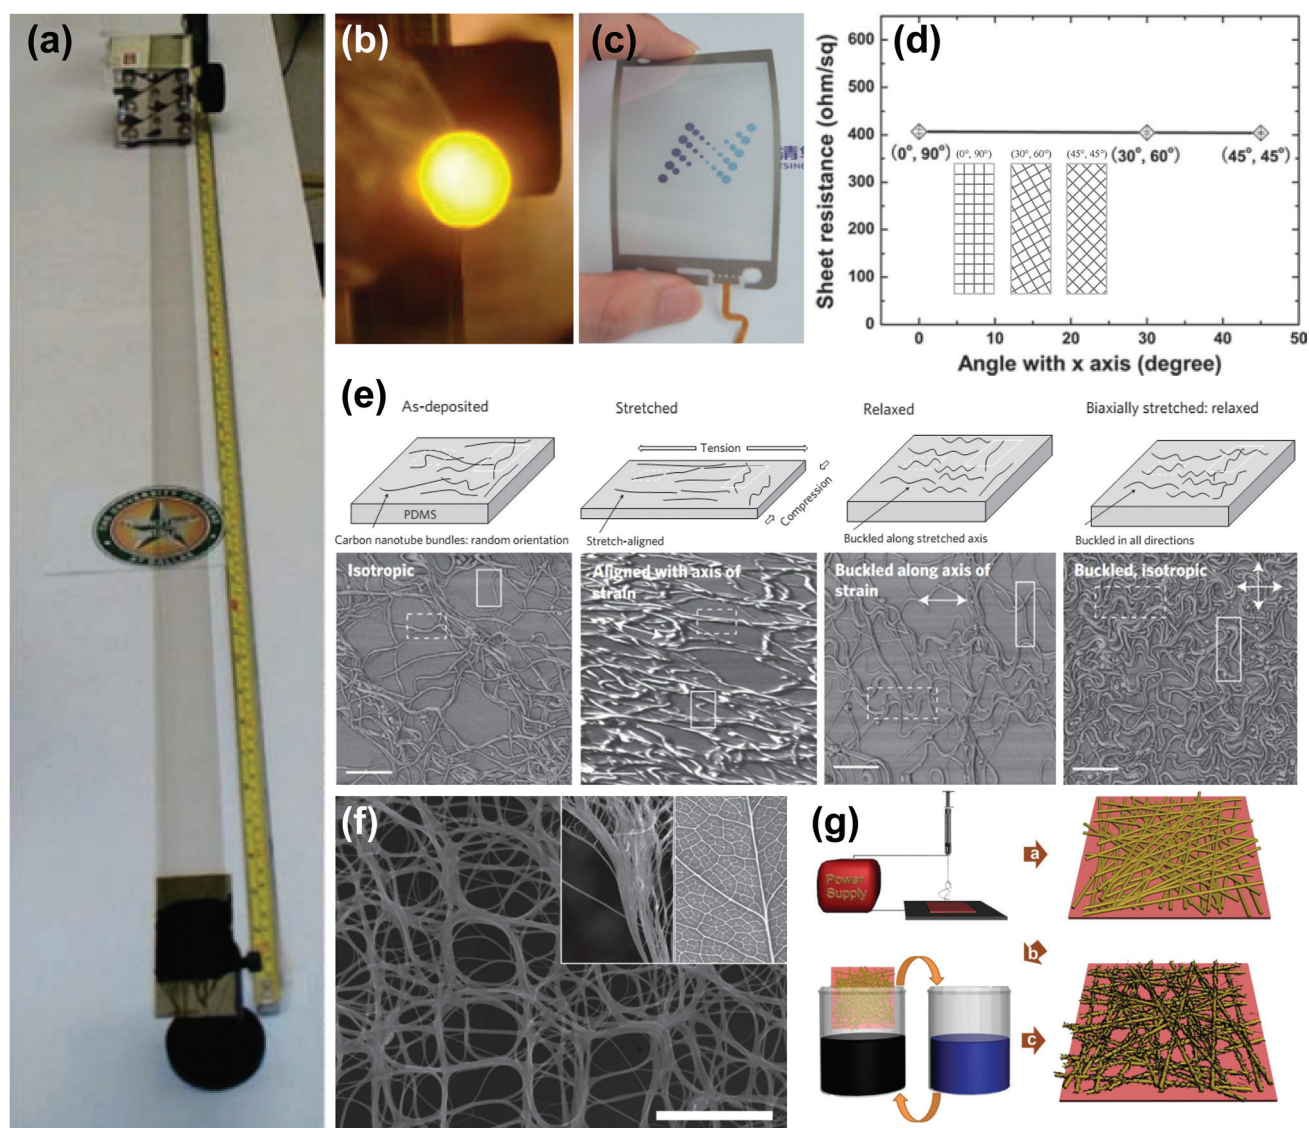 (a)
(b)
(c)
清华
TSING
(d)
Sheet resistance (ohm/sq)
600
500
400
300
200
100
0
(0°, 90°)
(30°, 60°)
(45°, 45°)
(0°, 90°)
(30°, 60°)
(45°, 45°)
0
10
20
30
40
50
Angle with x axis (degree)
(e)
As-deposited
Stretched
Relaxed
Biaxially stretched: relaxed
Tension
Compression
PDMS
Carbon nanotube bundles: random orientation
Stretch-aligned
Buckled along stretched axis
Buckled in all directions
Isotropic
Aligned with axis of
strain
Buckled along axis of
strain
Buckled, isotropic
(f)
(g)
Power
Supply
a
b
c